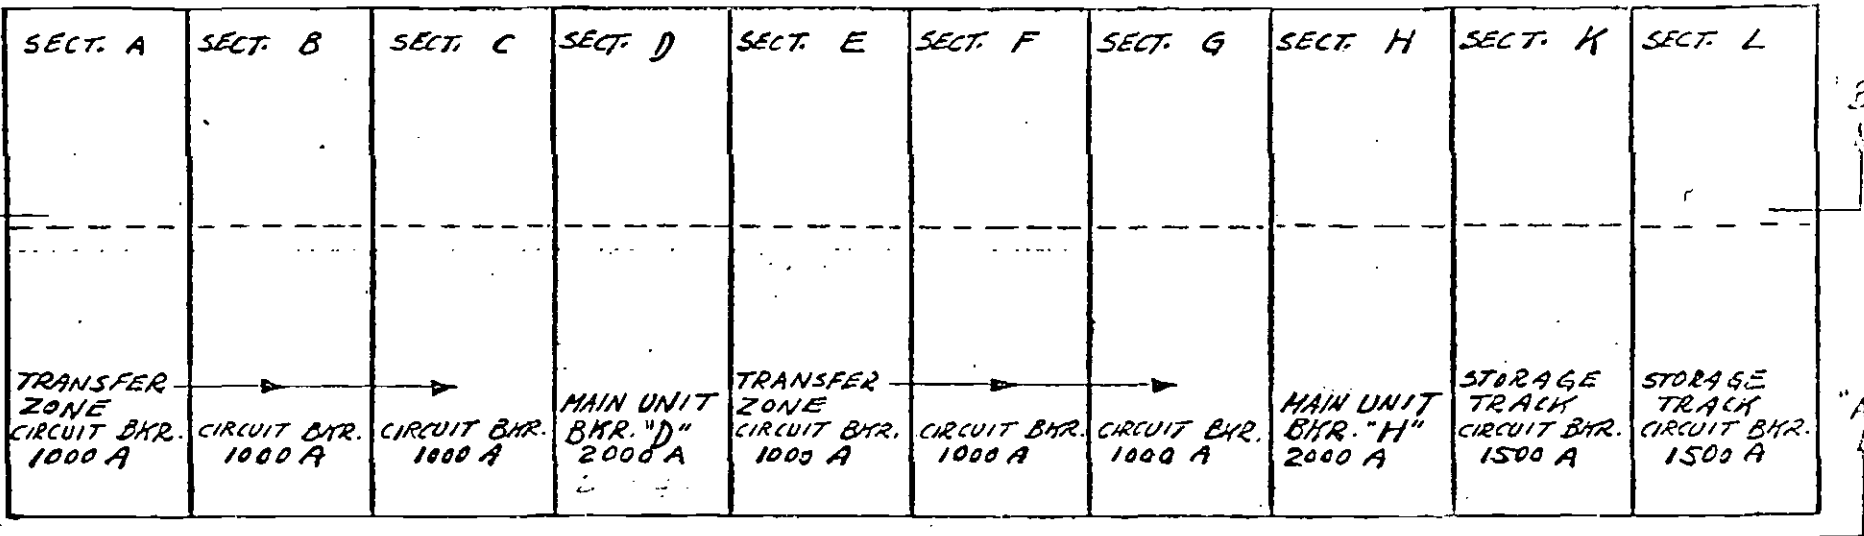 SECT. A
SECT. B
SECT. C
SECT. D
SECT. E
SECT. F
SECT. G
SECT. H
SECT. K
SECT. L
TRANSFER
ZONE
CIRCUIT BKR.
1000 A
CIRCUIT BKR.
1000 A
CIRCUIT BKR.
1000 A
MAIN UNIT
BKR. "D"
2000 A
TRANSFER
ZONE
CIRCUIT BKR.
1000 A
CIRCUIT BKR.
1000 A
CIRCUIT BKR.
1000 A
MAIN UNIT
BKR. "H"
2000 A
STORAGE
TRACK
CIRCUIT BKR.
1500 A
STORAGE
TRACK
CIRCUIT BKR.
1500 A